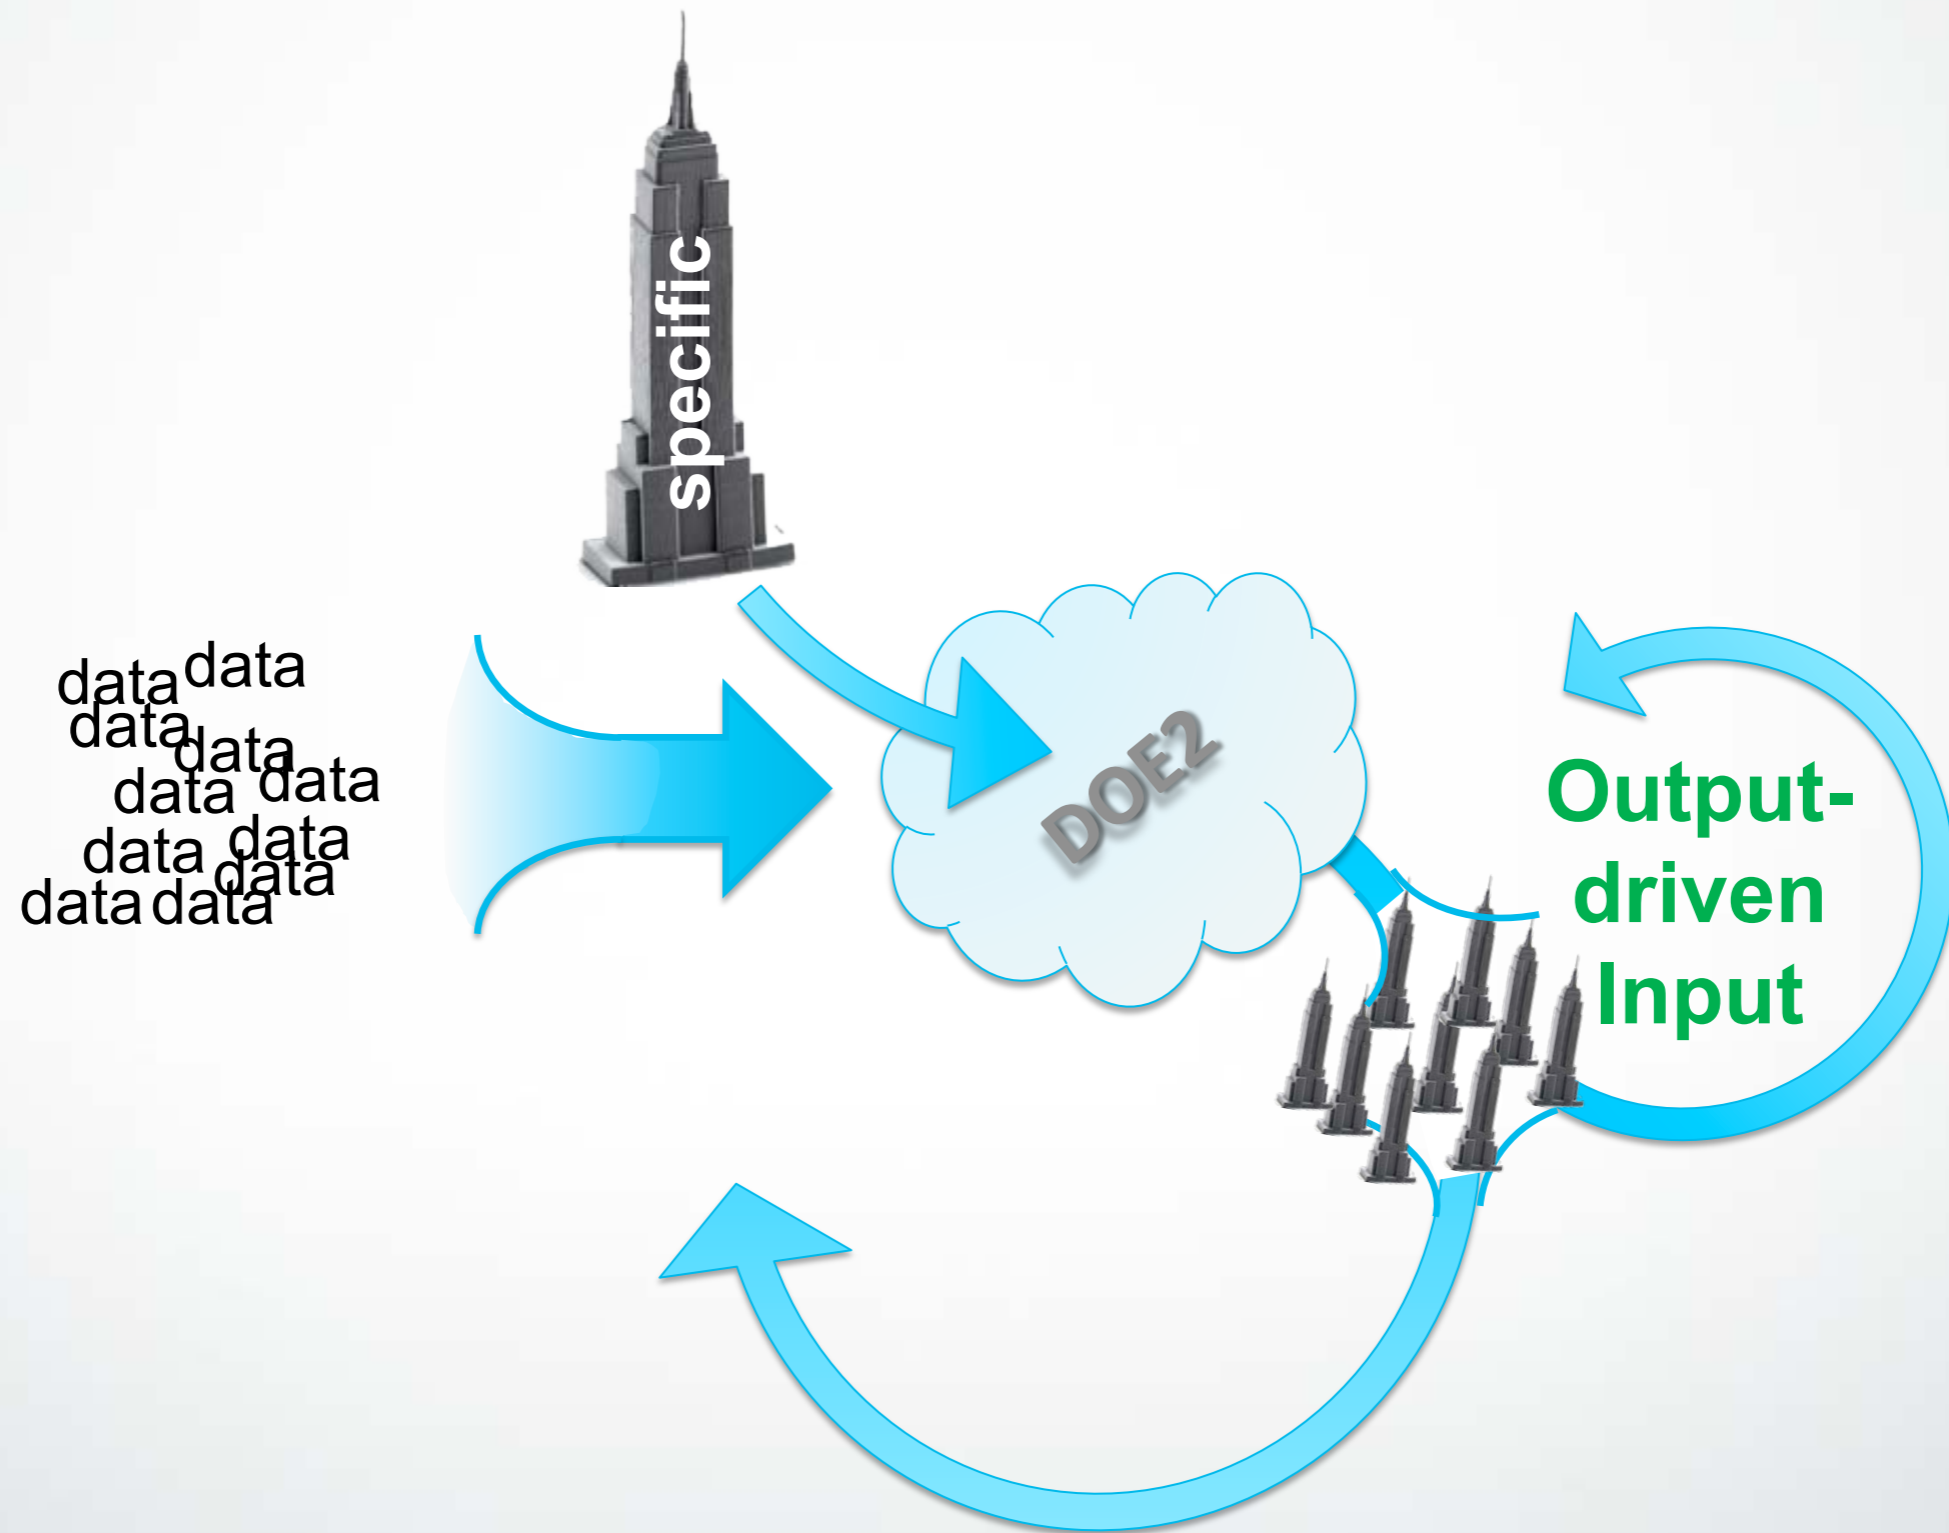 specific
data data
data
data
data data
data data
data
data data
DOE2
Output-
driven
Input